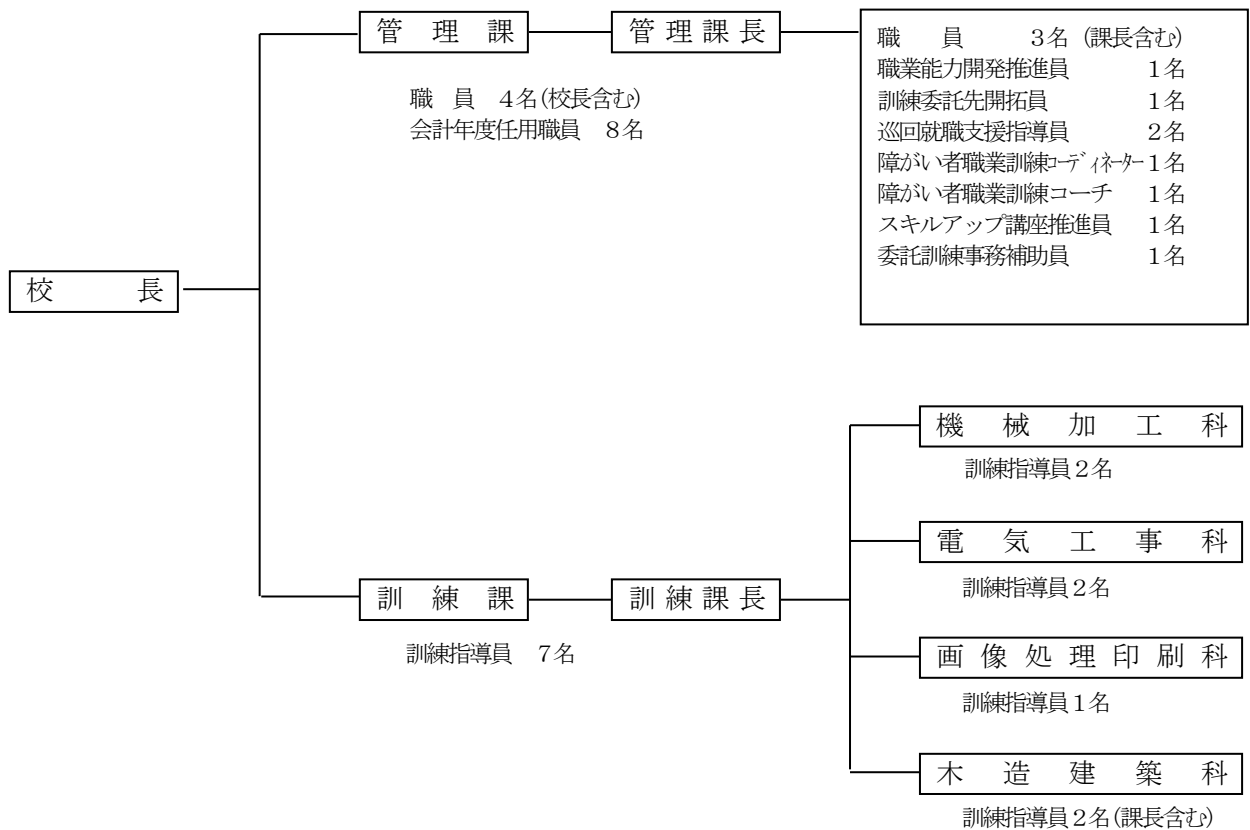 管理課
管理課長
職員 4名(校長含む)
会計年度任用職員 8名
職員 3名 (課長含む)
職業能力開発推進員 1名
訓練委託先開拓員 1名
巡回就職支援指導員 2名
障がい者職業訓練コーディネーター 1名
障がい者職業訓練コーチ 1名
スキルアップ講座推進員 1名
委託訓練事務補助員 1名
校長
訓練課
訓練課長
訓練指導員 7名
機械加工科
訓練指導員2名
電気工事科
訓練指導員2名
画像処理印刷科
訓練指導員1名
木造建築科
訓練指導員2名(課長含む)